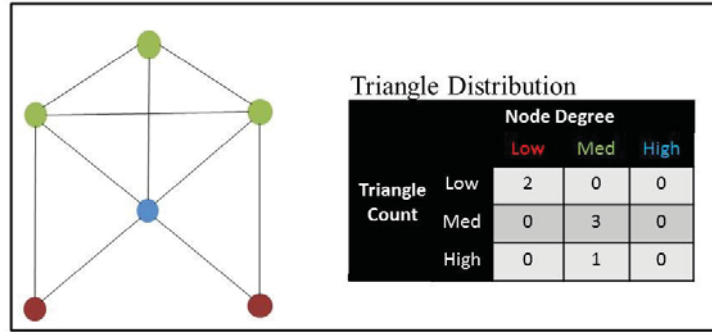 Triangle Distribution
Node Degree
Low Med High
Triangle Count
Low 2 0 0
Med 0 3 0
High 0 1 0